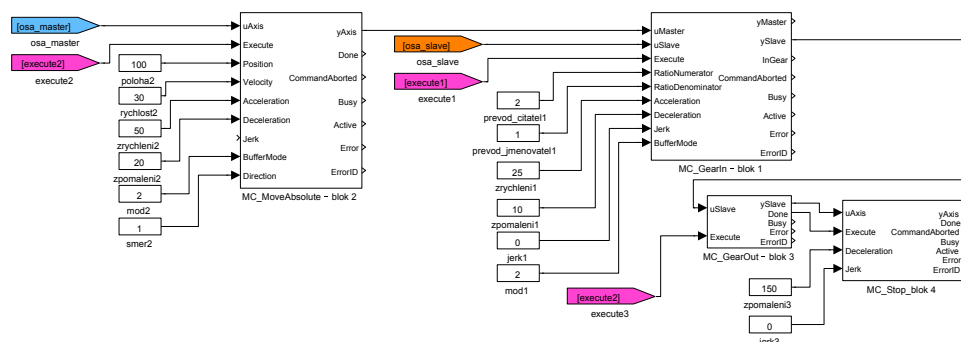 [osa_master]
osa_master
[execute2]
execute2
100
poloha2
30
rychlost2
50
zrychleni2
20
zpomaleni2
2
mod2
1
smer2
uAxis
Execute
Position
Velocity
Acceleration
Deceleration
Jerk
BufferMode
Direction
yAxis
Done
CommandAborted
Busy
Active
Error
ErrorID
MC_MoveAbsolute - blok 2
[osa_slave]
osa_slave
[execute1]
execute1
2
prevod_citatel1
1
prevod_jmenovatel1
25
zrychleni1
10
zpomaleni1
0
jerk1
2
mod1
uMaster
uSlave
Execute
RatioNumerator
RatioDenominator
Acceleration
Deceleration
Jerk
BufferMode
yMaster
ySlave
InGear
CommandAborted
Busy
Active
Error
ErrorID
MC_GearIn - blok 1
[execute2]
execute3
uSlave
Execute
ySlave
Done
Busy
Error
ErrorID
MC_GearOut - blok 3
150
zpomaleni3
0
jerk3
uAxis
Execute
Deceleration
Jerk
yAxis
Done
CommandAborted
Busy
Active
Error
ErrorID
MC_Stop_blok 4